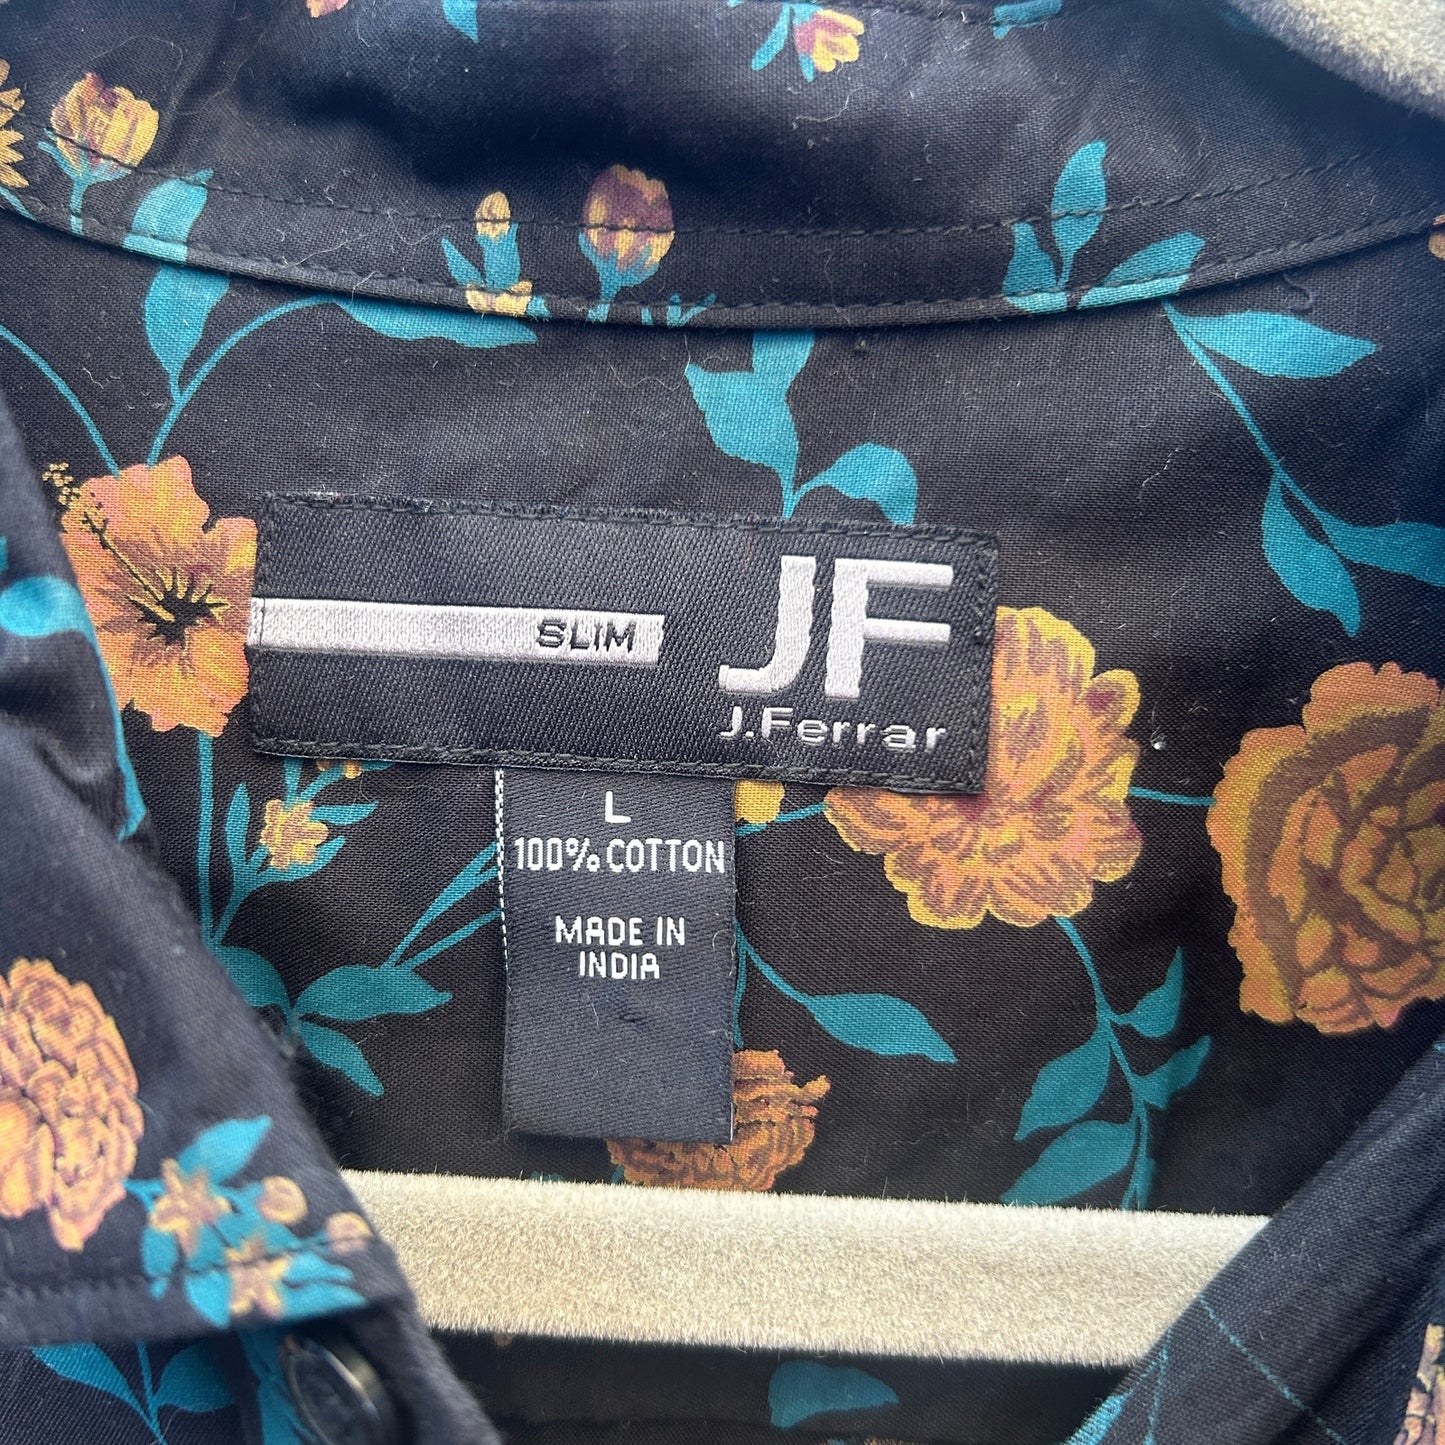 SLIM
JF
J.Ferrar
L
100% COTTON
MADE IN
INDIA